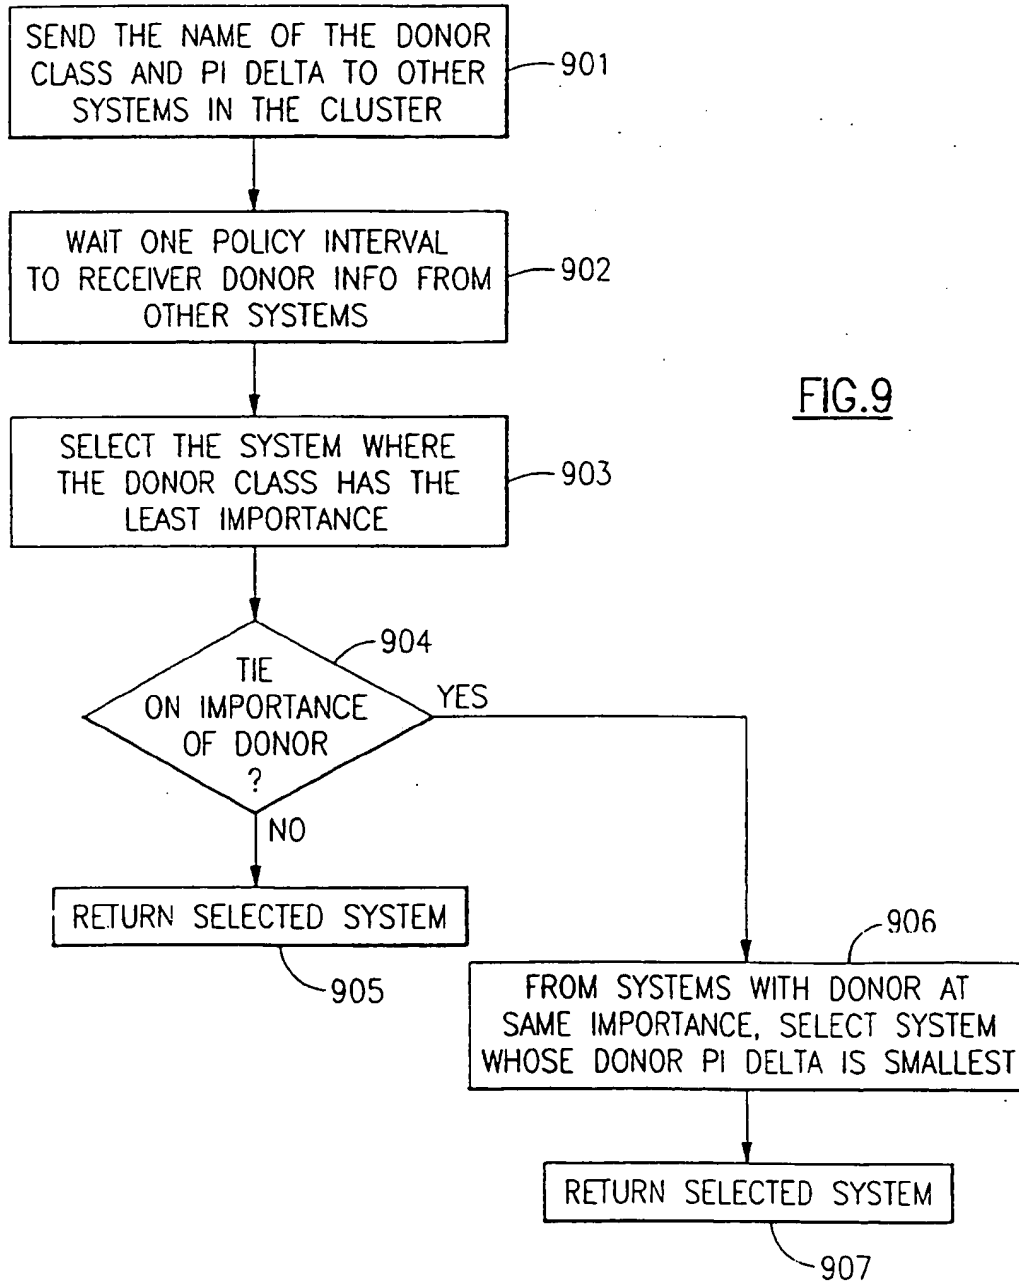 SEND THE NAME OF THE DONOR
CLASS AND PI DELTA TO OTHER
SYSTEMS IN THE CLUSTER
901
WAIT ONE POLICY INTERVAL
TO RECEIVER DONOR INFO FROM
OTHER SYSTEMS
902
FIG.9
SELECT THE SYSTEM WHERE
THE DONOR CLASS HAS THE
LEAST IMPORTANCE
903
904
TIE
ON IMPORTANCE
OF DONOR
?
YES
NO
RETURN SELECTED SYSTEM
905
906
FROM SYSTEMS WITH DONOR AT
SAME IMPORTANCE, SELECT SYSTEM
WHOSE DONOR PI DELTA IS SMALLEST
RETURN SELECTED SYSTEM
907